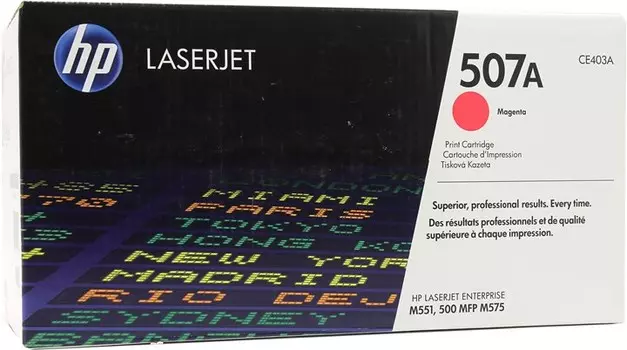 hp
LASERJET
507A
CE403A
Magenta
Print Cartridge
Cartouche d'Impression
Tisková Kazeta
Superior, professional results. Every time.
Des résultats professionnels et de qualité
supérieure à chaque impression.
HP LASERJET ENTERPRISE
M551, 500 MFP M575
MIAMI
PARIS
TOKYO
HONG KO
NEW YORK
MADRID
RIO DE J
SYDNEY